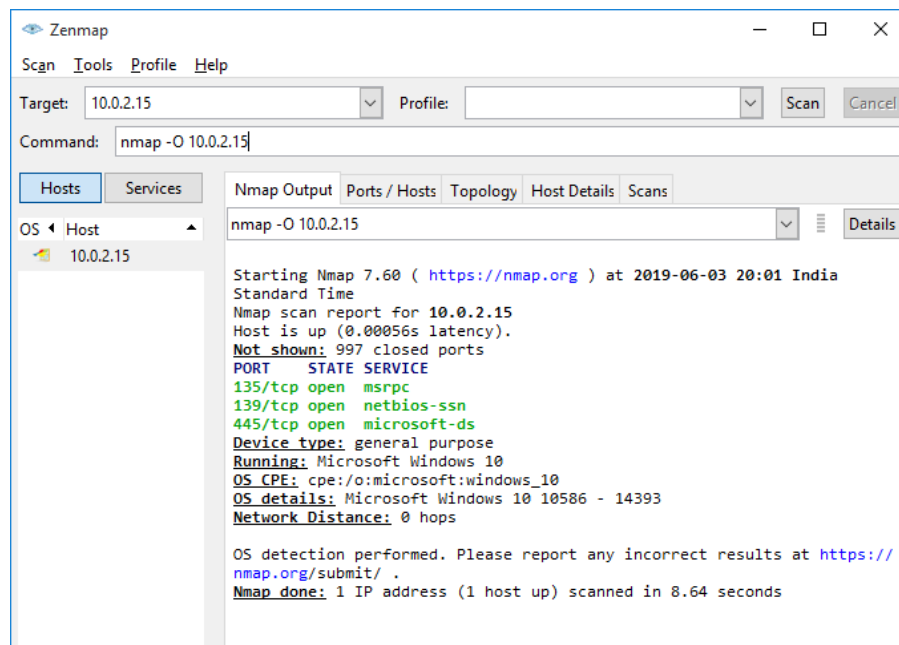 Zenmap
Scan Tools Profile Help
Target: 10.0.2.15 Profile: Scan Cancel
Command: nmap -O 10.0.2.15
Hosts Services Nmap Output Ports / Hosts Topology Host Details Scans
OS Host nmap -O 10.0.2.15 Details
10.0.2.15
Starting Nmap 7.60 ( https://nmap.org ) at 2019-06-03 20:01 India
Standard Time
Nmap scan report for 10.0.2.15
Host is up (0.00056s latency).
Not shown: 997 closed ports
PORT STATE SERVICE
135/tcp open msrpc
139/tcp open netbios-ssn
445/tcp open microsoft-ds
Device type: general purpose
Running: Microsoft Windows 10
OS CPE: cpe:/o:microsoft:windows_10
OS details: Microsoft Windows 10 10586 - 14393
Network Distance: 0 hops
OS detection performed. Please report any incorrect results at https://
nmap.org/submit/ .
Nmap done: 1 IP address (1 host up) scanned in 8.64 seconds